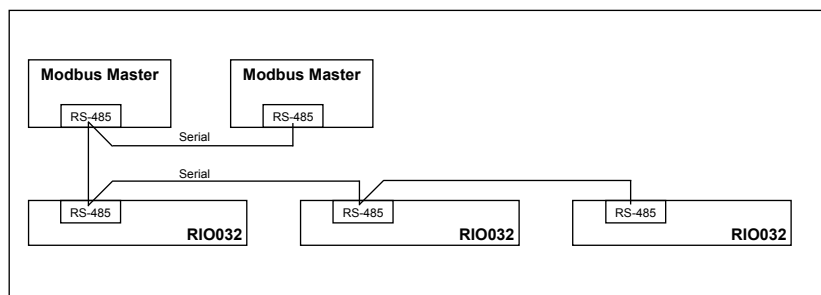 Modbus Master
Modbus Master
RS-485
RS-485
Serial
Serial
RS-485
RS-485
RS-485
RIO032
RIO032
RIO032